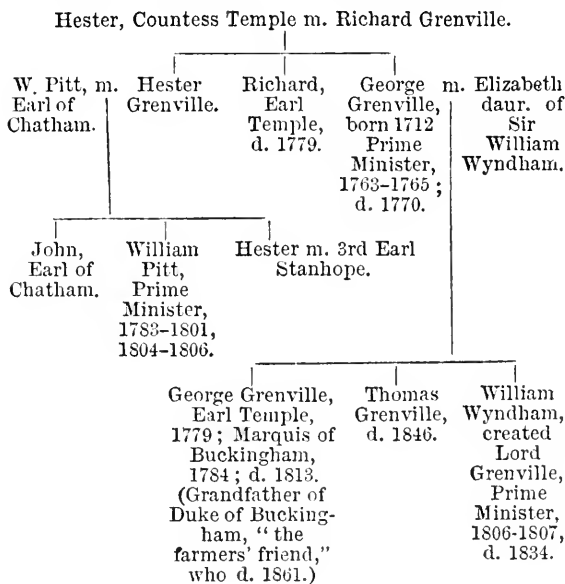 Hester, Countess Temple m. Richard Grenville.
W. Pitt, m.
Earl of
Chatham.
Hester
Grenville.
Richard,
Earl
Temple,
d. 1779.
George
Grenville,
born 1712
Prime
Minister,
1763-1765;
d. 1770.
m. Elizabeth
daur. of
Sir
William
Wyndham.
John,
Earl of
Chatham.
William
Pitt,
Prime
Minister,
1783-1801,
1804-1806.
Hester m. 3rd Earl
Stanhope.
George Grenville,
Earl Temple,
1779; Marquis of
Buckingham,
1784; d. 1813.
(Grandfather of
Duke of Bucking-
ham, "the
farmers' friend,"
who d. 1861.)
Thomas
Grenville,
d. 1846.
William
Wyndham,
created
Lord
Grenville,
Prime
Minister,
1806-1807,
d. 1834.